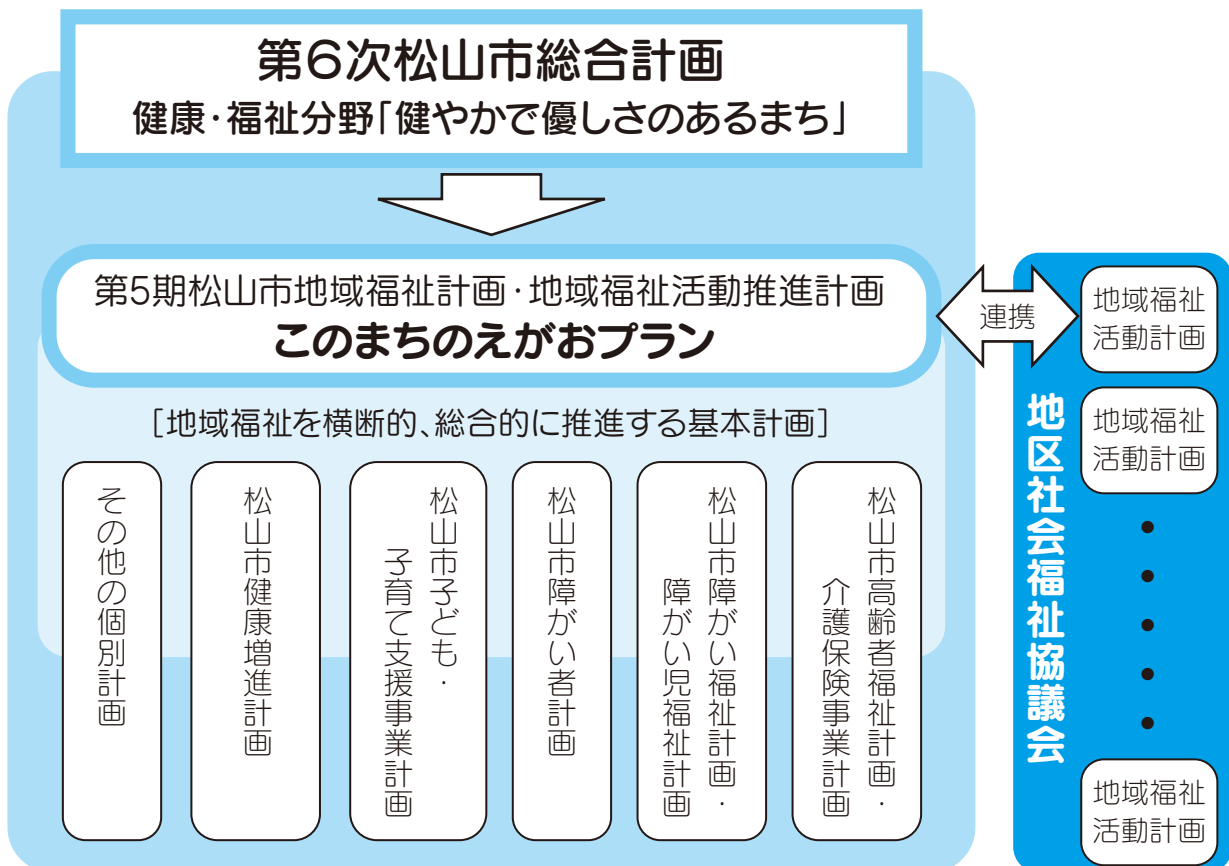 第6次松山市総合計画
健康・福祉分野「健やかで優しさのあるまち」
第5期松山市地域福祉計画・地域福祉活動推進計画
このまちのえがおプラン
[地域福祉を横断的、総合的に推進する基本計画]
松山市高齢者福祉計画・
介護保険事業計画
松山市障がい福祉計画・
障がい児福祉計画
松山市障がい者計画
松山市子ども・
子育て支援事業計画
松山市健康増進計画
その他の個別計画
連携
地区社会福祉協議会
地域福祉
活動計画
地域福祉
活動計画
地域福祉
活動計画